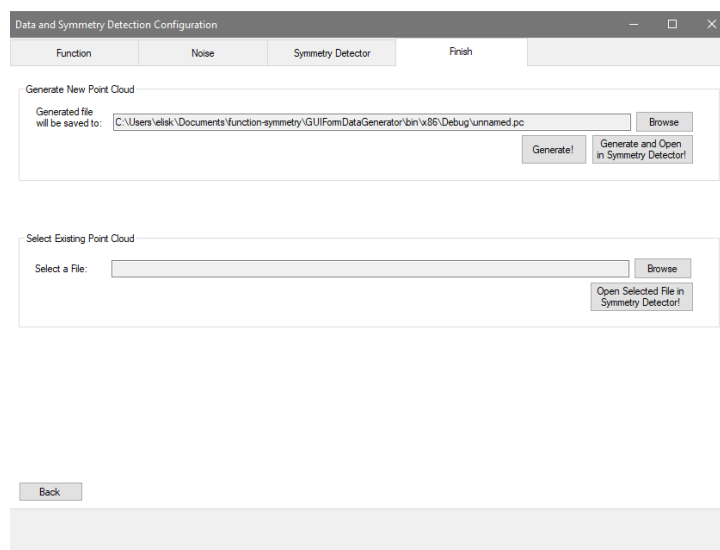 Data and Symmetry Detection Configuration
Function
Noise
Symmetry Detector
Finish
Generate New Point Cloud
Generated file
will be saved to:
C:\Users\elisk\Documents\function-symmetry\GUIFormDataGenerator\bin\x86\Debug\unnamed.pc
Browse
Generate!
Generate and Open
in Symmetry Detector!
Select Existing Point Cloud
Select a File:
Browse
Open Selected File in
Symmetry Detector!
Back